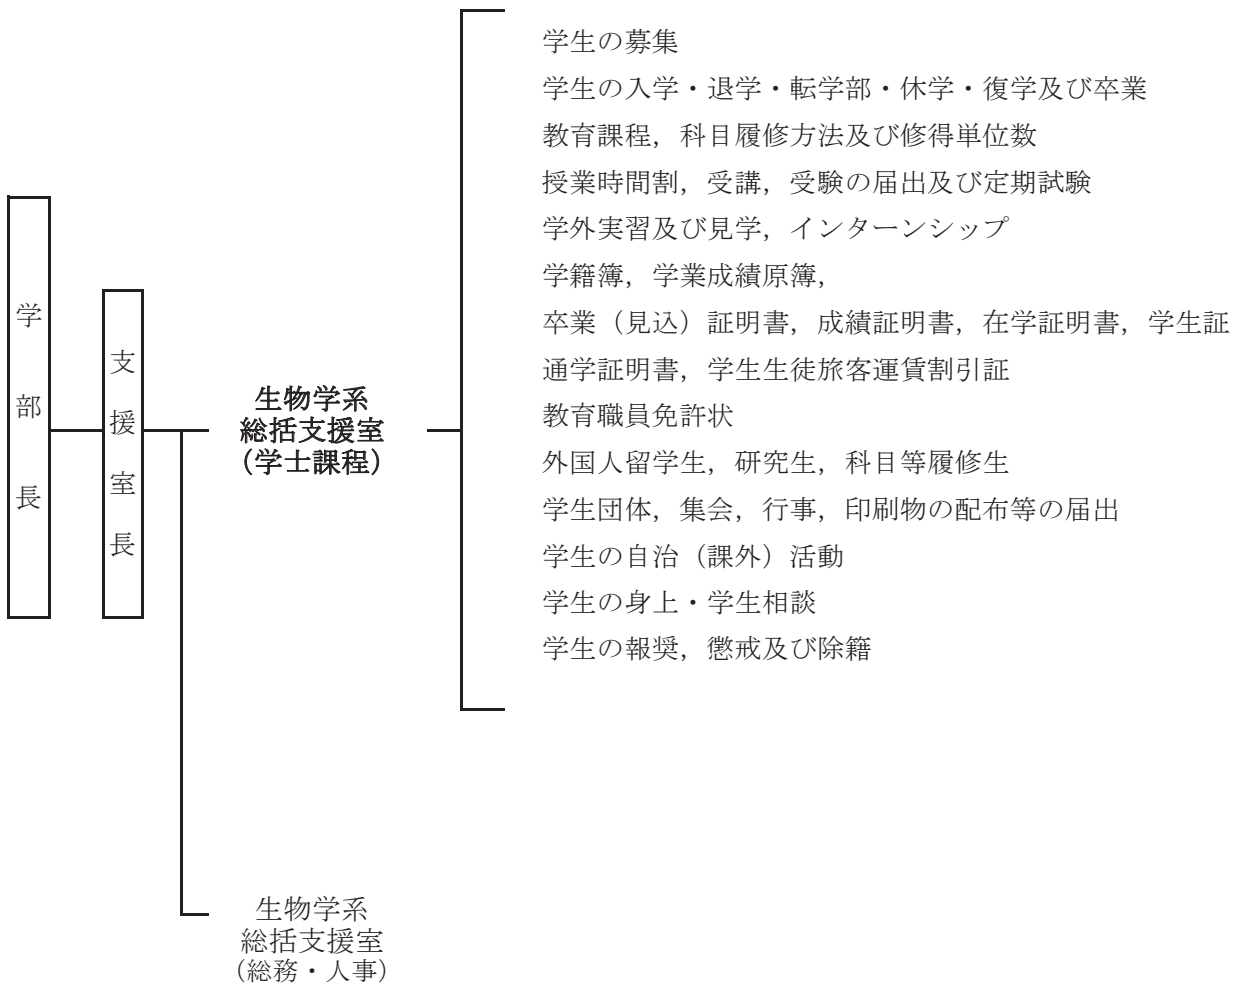 学部長
支援室長
生物学系
総括支援室
(学士課程)
学生の募集
学生の入学・退学・転学部・休学・復学及び卒業
教育課程，科目履修方法及び修得単位数
授業時間割，受講，受験の届出及び定期試験
学外実習及び見学，インターンシップ
学籍簿，学業成績原簿，
卒業（見込）証明書，成績証明書，在学証明書，学生証
通学証明書，学生生徒旅客運賃割引証
教育職員免許状
外国人留学生，研究生，科目等履修生
学生団体，集会，行事，印刷物の配布等の届出
学生の自治（課外）活動
学生の身上・学生相談
学生の報奨，懲戒及び除籍
生物学系
総括支援室
(総務・人事)